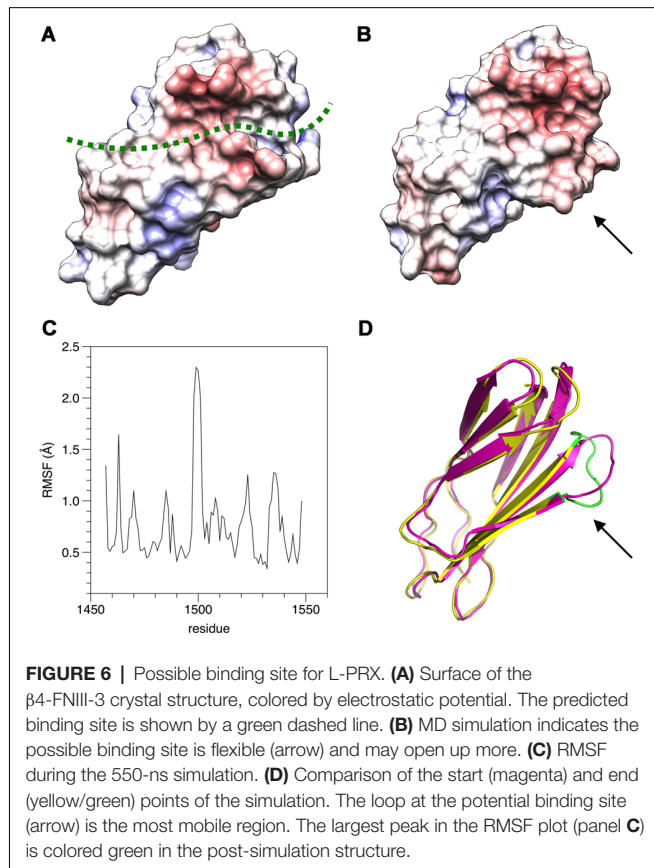 A
B
C
D
2.5
2.0
1.5
1.0
0.5
RMSF (Å)
1450
1500
1550
residue
FIGURE 6 | Possible binding site for L-PRX. (A) Surface of the
β4-FNIII-3 crystal structure, colored by electrostatic potential. The predicted
binding site is shown by a green dashed line. (B) MD simulation indicates the
possible binding site is flexible (arrow) and may open up more. (C) RMSF
during the 550-ns simulation. (D) Comparison of the start (magenta) and end
(yellow/green) points of the simulation. The loop at the potential binding site
(arrow) is the most mobile region. The largest peak in the RMSF plot (panel C)
is colored green in the post-simulation structure.